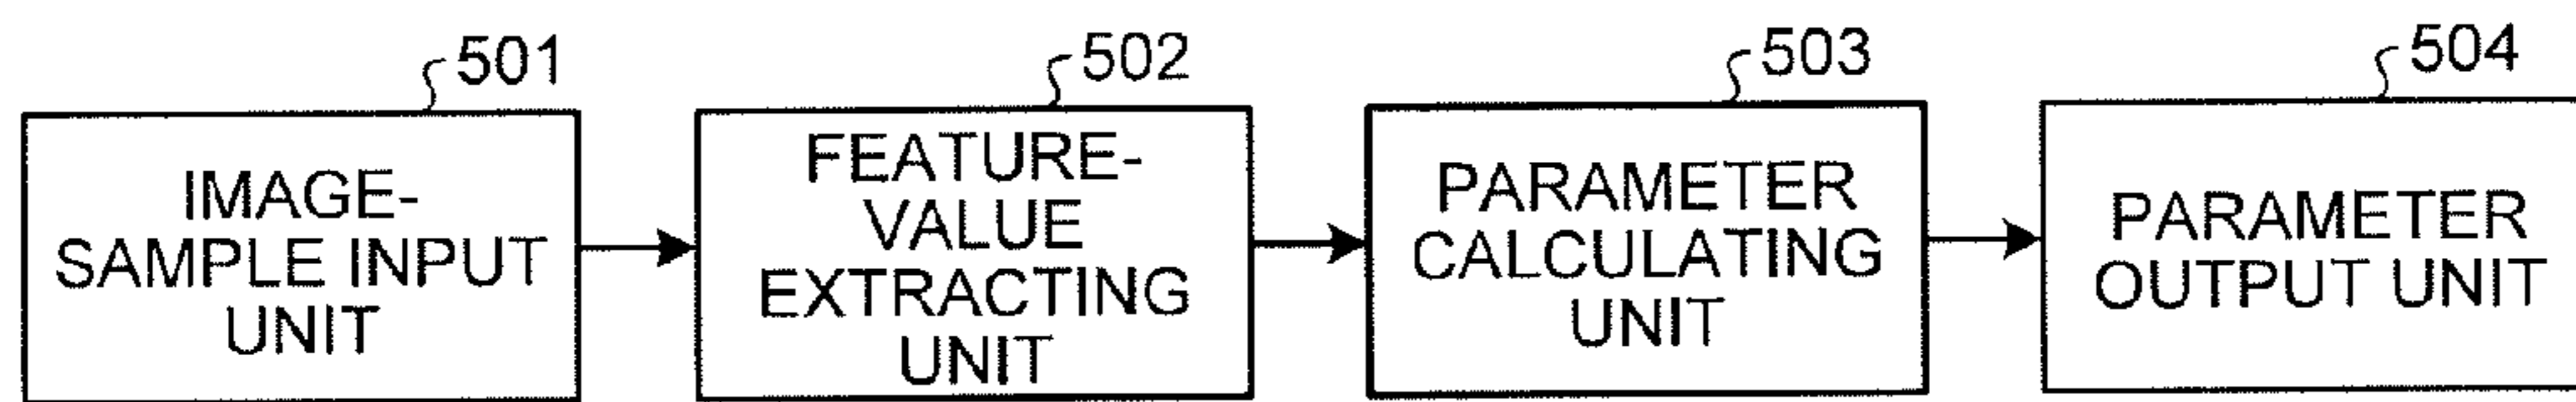 501
IMAGE-
SAMPLE INPUT
UNIT
502
FEATURE-
VALUE
EXTRACTING
UNIT
503
PARAMETER
CALCULATING
UNIT
504
PARAMETER
OUTPUT UNIT